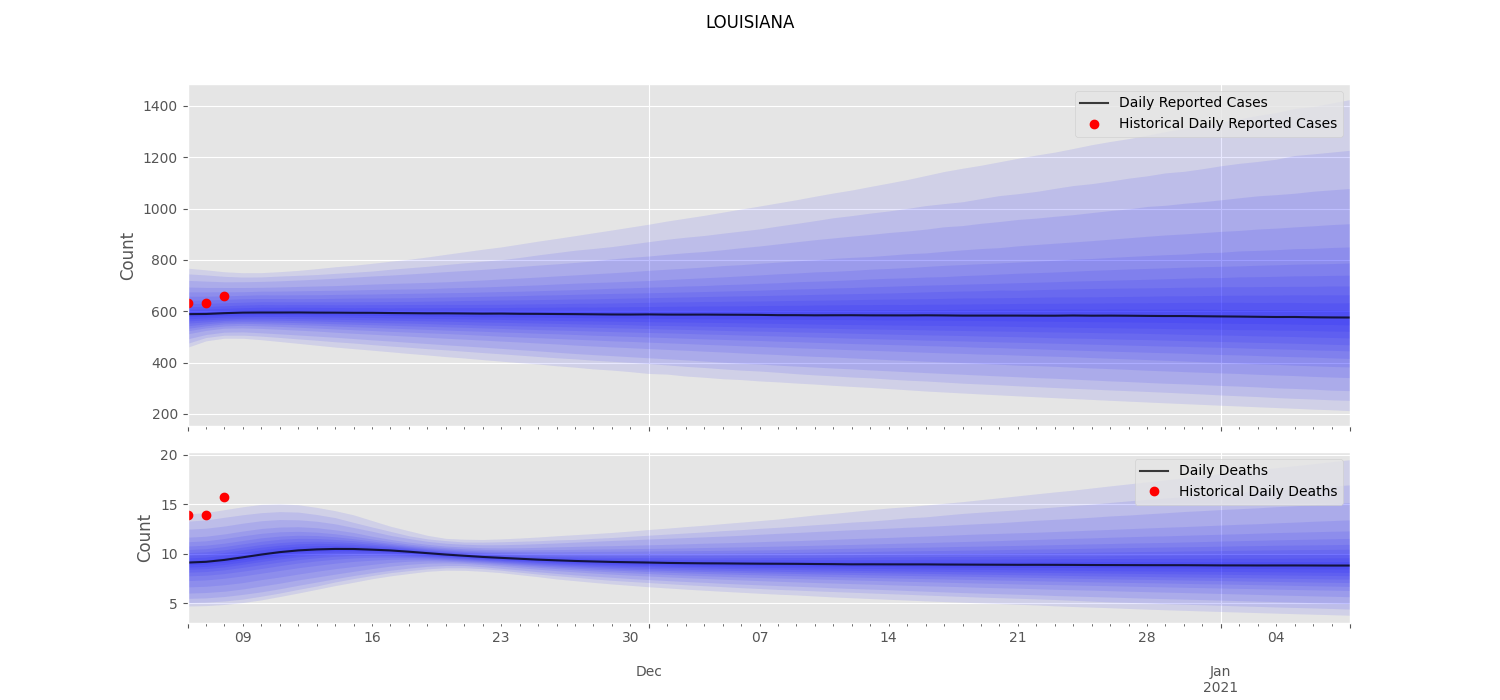 LOUISIANA
Count
1400
1200
1000
800
600
400
200
Daily Reported Cases
Historical Daily Reported Cases
Count
20
15
10
5
Daily Deaths
Historical Daily Deaths
09 16 23 30 07 14 21 28 04
Dec Jan
2021